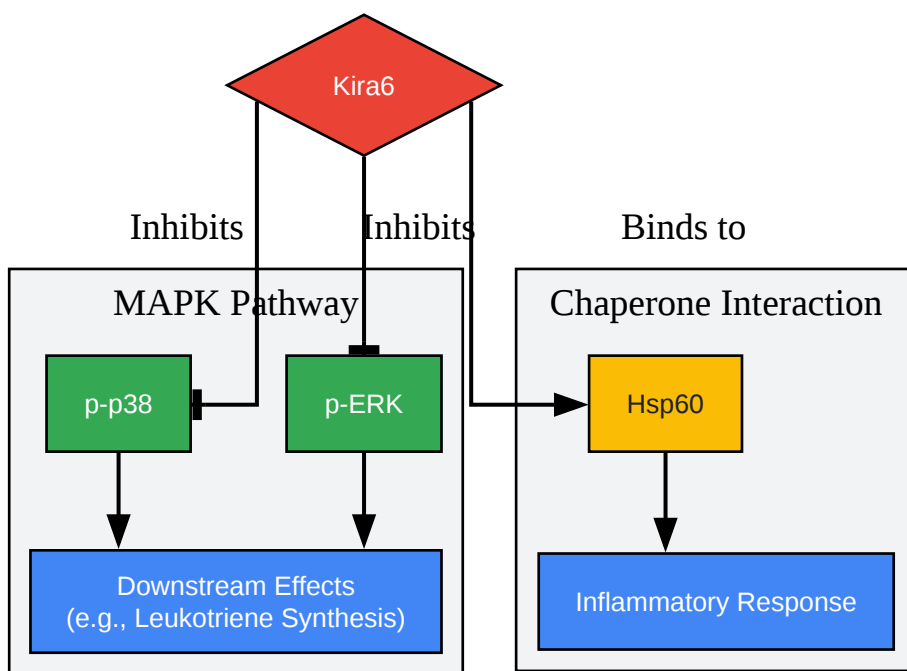 Kira6
Inhibits
Inhibits
Binds to
MAPK Pathway
Chaperone Interaction
p-p38
p-ERK
Hsp60
Downstream Effects
(e.g., Leukotriene Synthesis)
Inflammatory Response